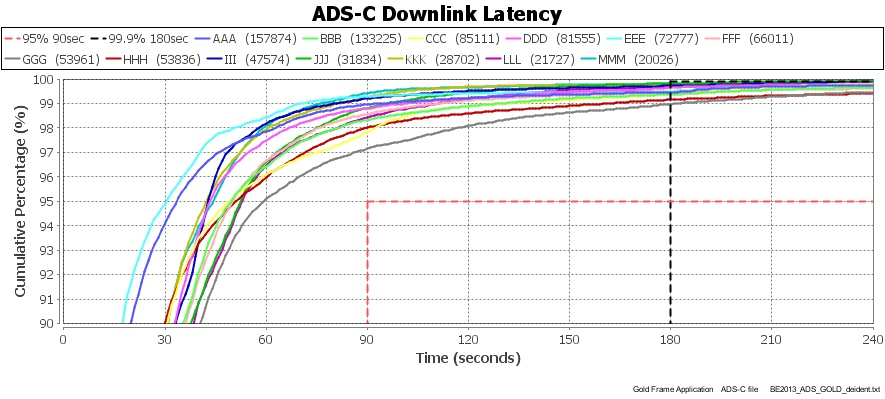 ADS-C Downlink Latency
95% 90sec 99.9% 180sec AAA (157874) BBB (133225) CCC (85111) DDD (81555) EEE (72777) FFF (66011)
GGG (53961) HHH (53836) III (47574) JJJ (31834) KKK (28702) LLL (21727) MMM (20026)
Cumulative Percentage (%)
100
99
98
97
96
95
94
93
92
91
90
0 30 60 90 120 150 180 210 240
Time (seconds)
Gold Frame Application ADS-C file BE2013_ADS_GOLD_deident.txt